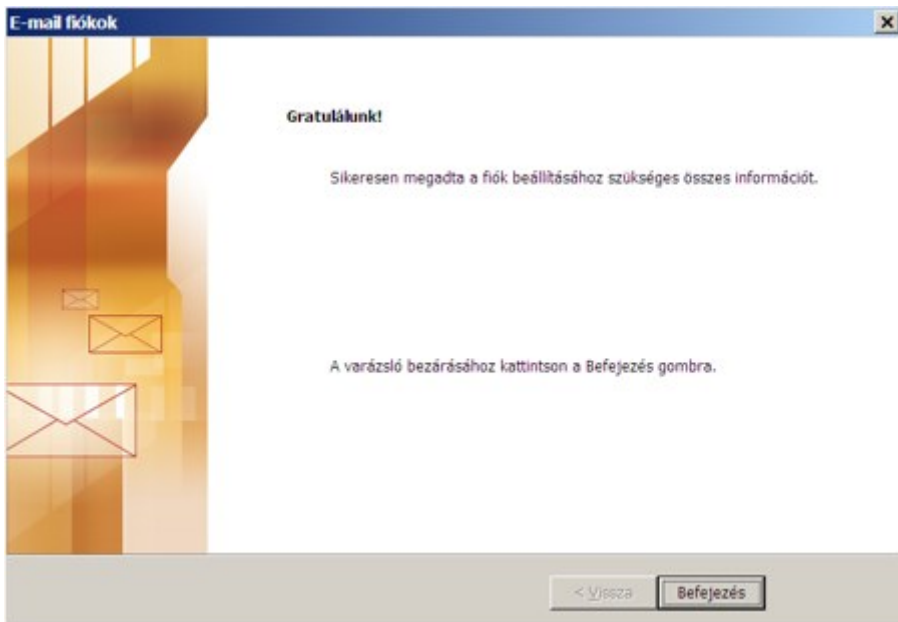 E-mail fiókok
Gratulálunk!
Sikeresen megadta a fiók beállításához szükséges összes információt.
A varázsló bezárásához kattintson a Befejezés gombra.
< Vissza
Befejezés